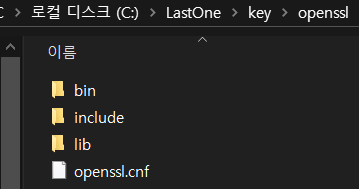 로컬 디스크 (C:) > LastOne > key > openssl
이름
bin
include
lib
openssl.cnf